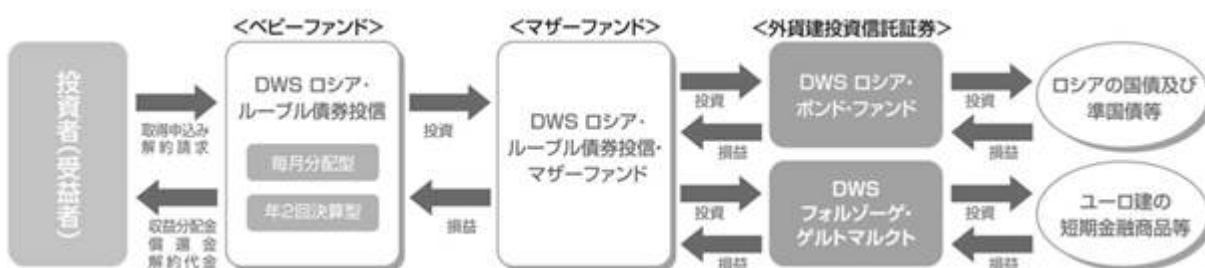 <ベビーファンド>
<マザーファンド>
<外貨建投資信託証券>
投資者(受益者)
取得申込み
解約請求
収益分配金
償還金
解約代金
DWS ロシア・
ルーブル債券投信
毎月分配型
年2回決算型
投資
損益
DWS ロシア・
ルーブル債券投信・
マザーファンド
投資
損益
投資
損益
DWS ロシア・
ボンド・ファンド
DWS
フォルゾーゲ・
ゲルトマルクト
投資
損益
投資
損益
ロシアの国債及び
準国債等
ユーロ建の
短期金融商品等